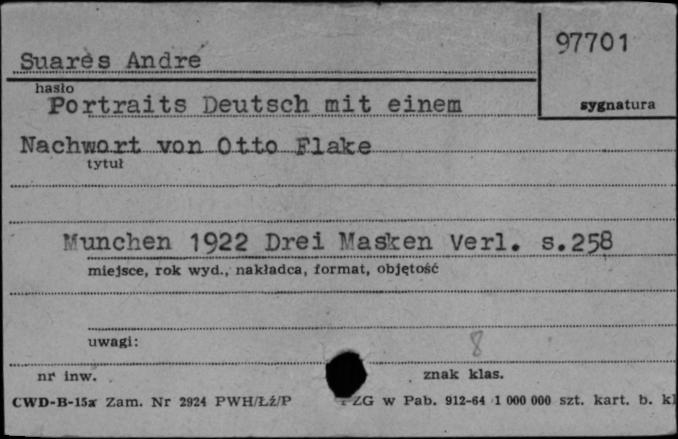 97701
Suarès André
hasło
sygnatura
Portraits Deutsch mit einem
Nachwort von Otto Flake
tytuł
Munchen 1922 Drei Masken Verl. s.258
miejsce, rok wyd., nakładca, format, objętość
uwagi:
8
nr inw.
znak klas.
CWD-B-15a Zam. Nr 2924 PWH/Łź/P ZG w Pab. 912-64 1 000 000 szt. kart. b. kl